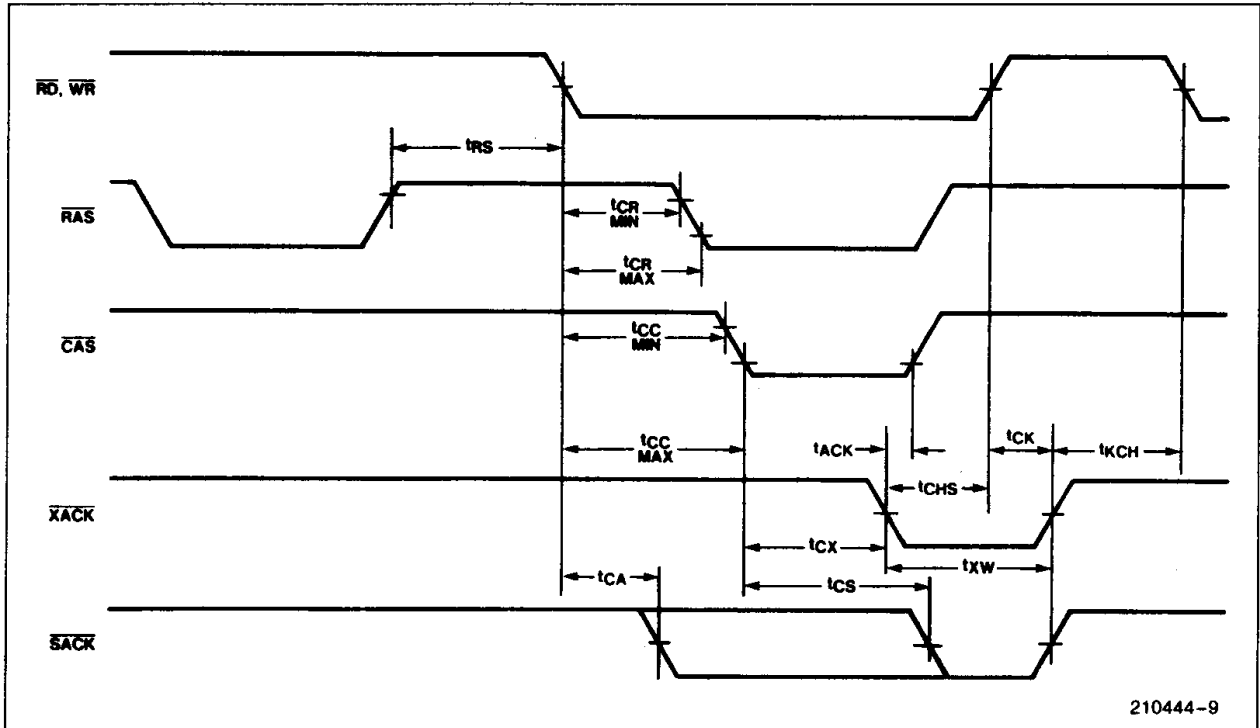 RD, WR
tRS
RAS
tCR
MIN
tCR
MAX
CAS
tCC
MIN
tCC
MAX
tACK
tCK
tKCH
tCHS
XACK
tCX
tXW
tCA
tCS
SACK
210444-9